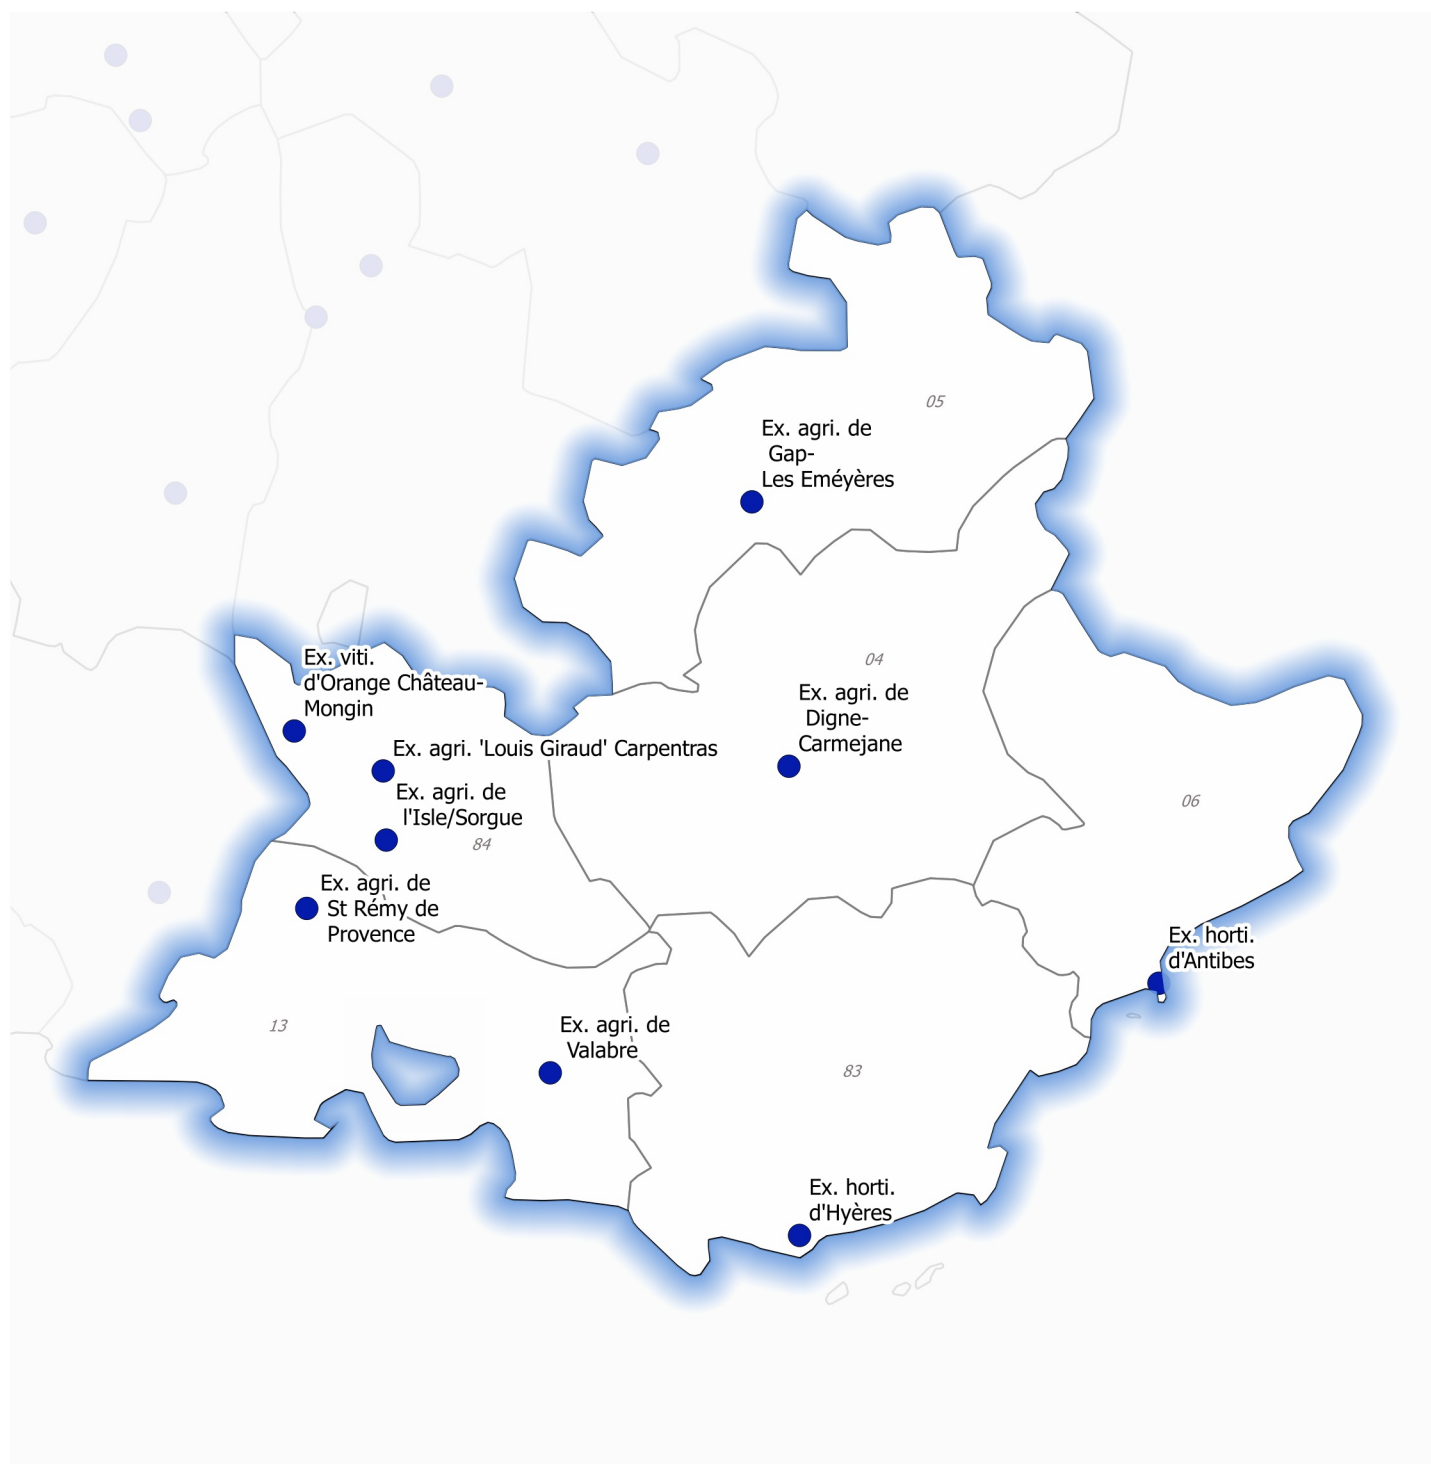 05
Ex. agri. de
Gap-
Les Eméyères
Ex. viti.
d'Orange Château-
Mongin
04
Ex. agri. de
Digne-
Carmejane
Ex. agri. 'Louis Giraud' Carpentras
Ex. agri. de
l'Isle/Sorgue
84
06
Ex. agri. de
St Rémy de
Provence
Ex. horti.
d'Antibes
13
Ex. agri. de
Valabre
83
Ex. horti.
d'Hyères